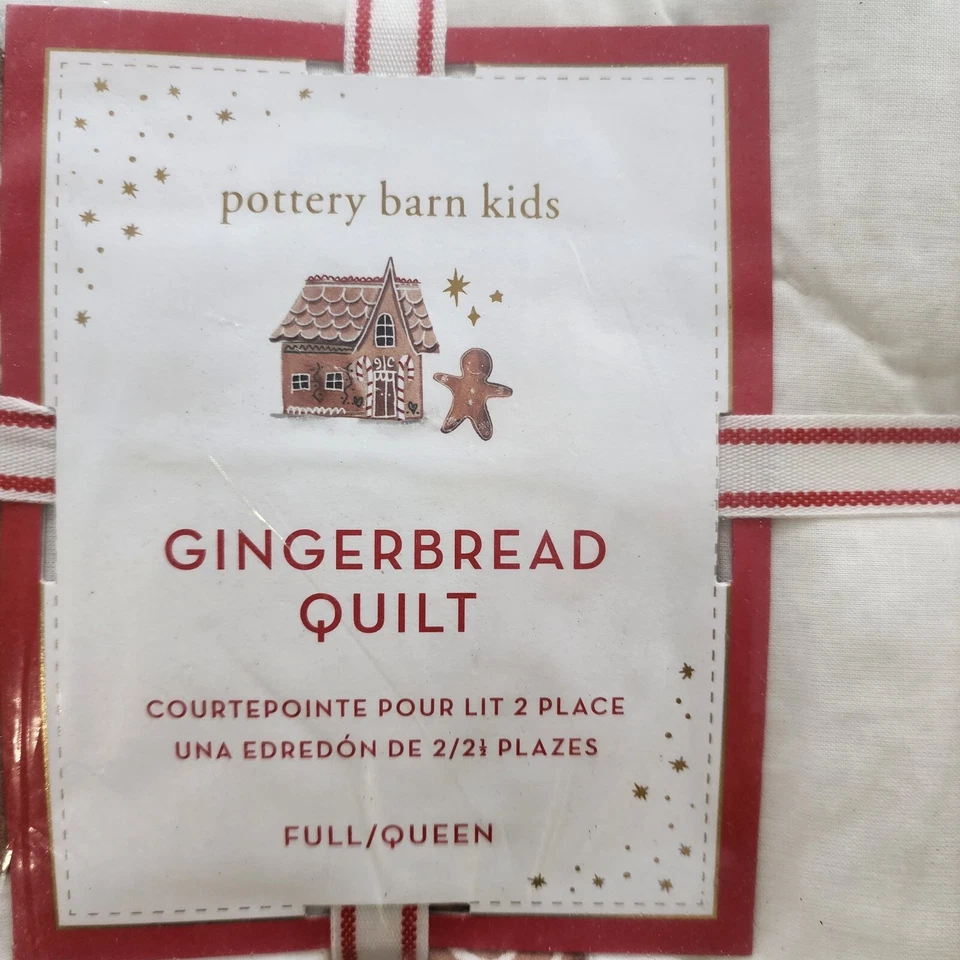 pottery barn kids
GINGERBREAD
QUILT
COURTEPOINTE POUR LIT 2 PLACE
UNA EDREDÓN DE 2/2½ PLAZES
FULL/QUEEN